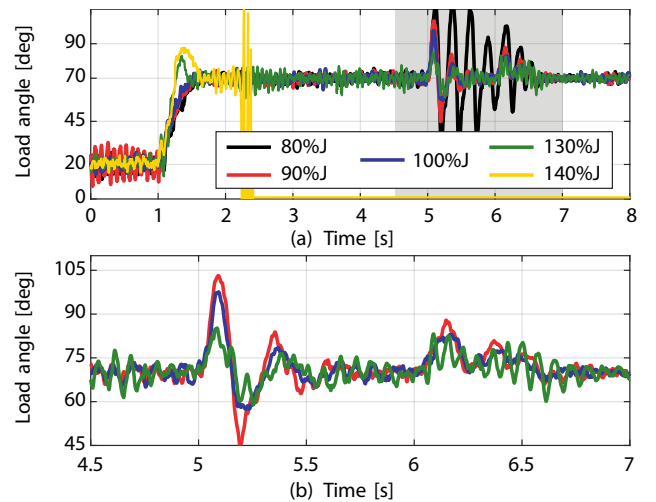 Load angle [deg]
90
70
45
20
0
80%J
90%J
100%J
130%J
140%J
0 1 2 3 4 5 6 7 8
(a) Time [s]
Load angle [deg]
105
90
75
60
45
4.5 5 5.5 6 6.5 7
(b) Time [s]